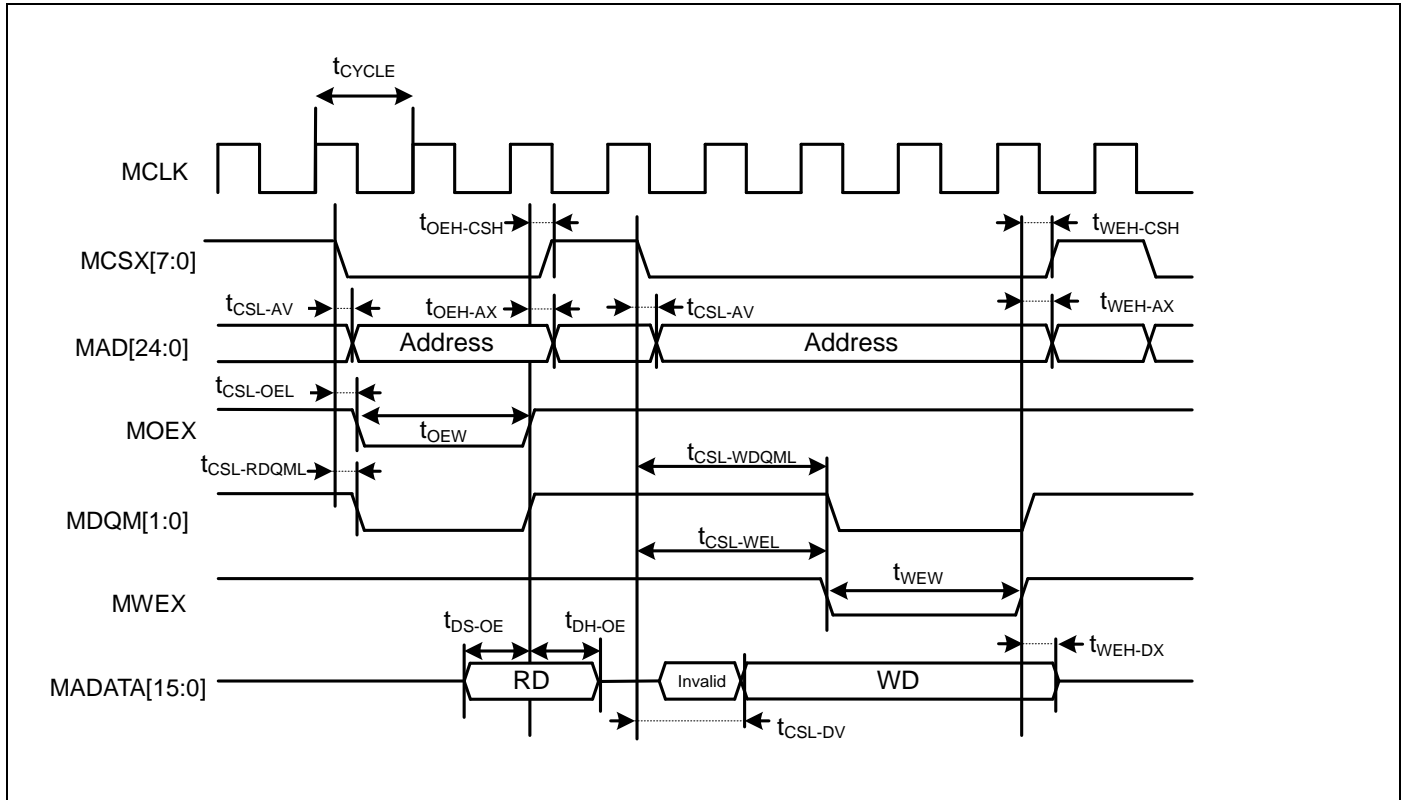 tCYCLE
MCLK
tOEH-CSH
tWEH-CSH
MCSX[7:0]
tCSL-AV
tOEH-AX
tCSL-AV
tWEH-AX
MAD[24:0]
Address
Address
tCSL-OEL
MOEX
tOEW
tCSL-RDQML
tCSL-WDQML
MDQM[1:0]
tCSL-WEL
tWEW
MWEX
tDS-OE
tDH-OE
tWEH-DX
MADATA[15:0]
RD
Invalid
WD
tCSL-DV